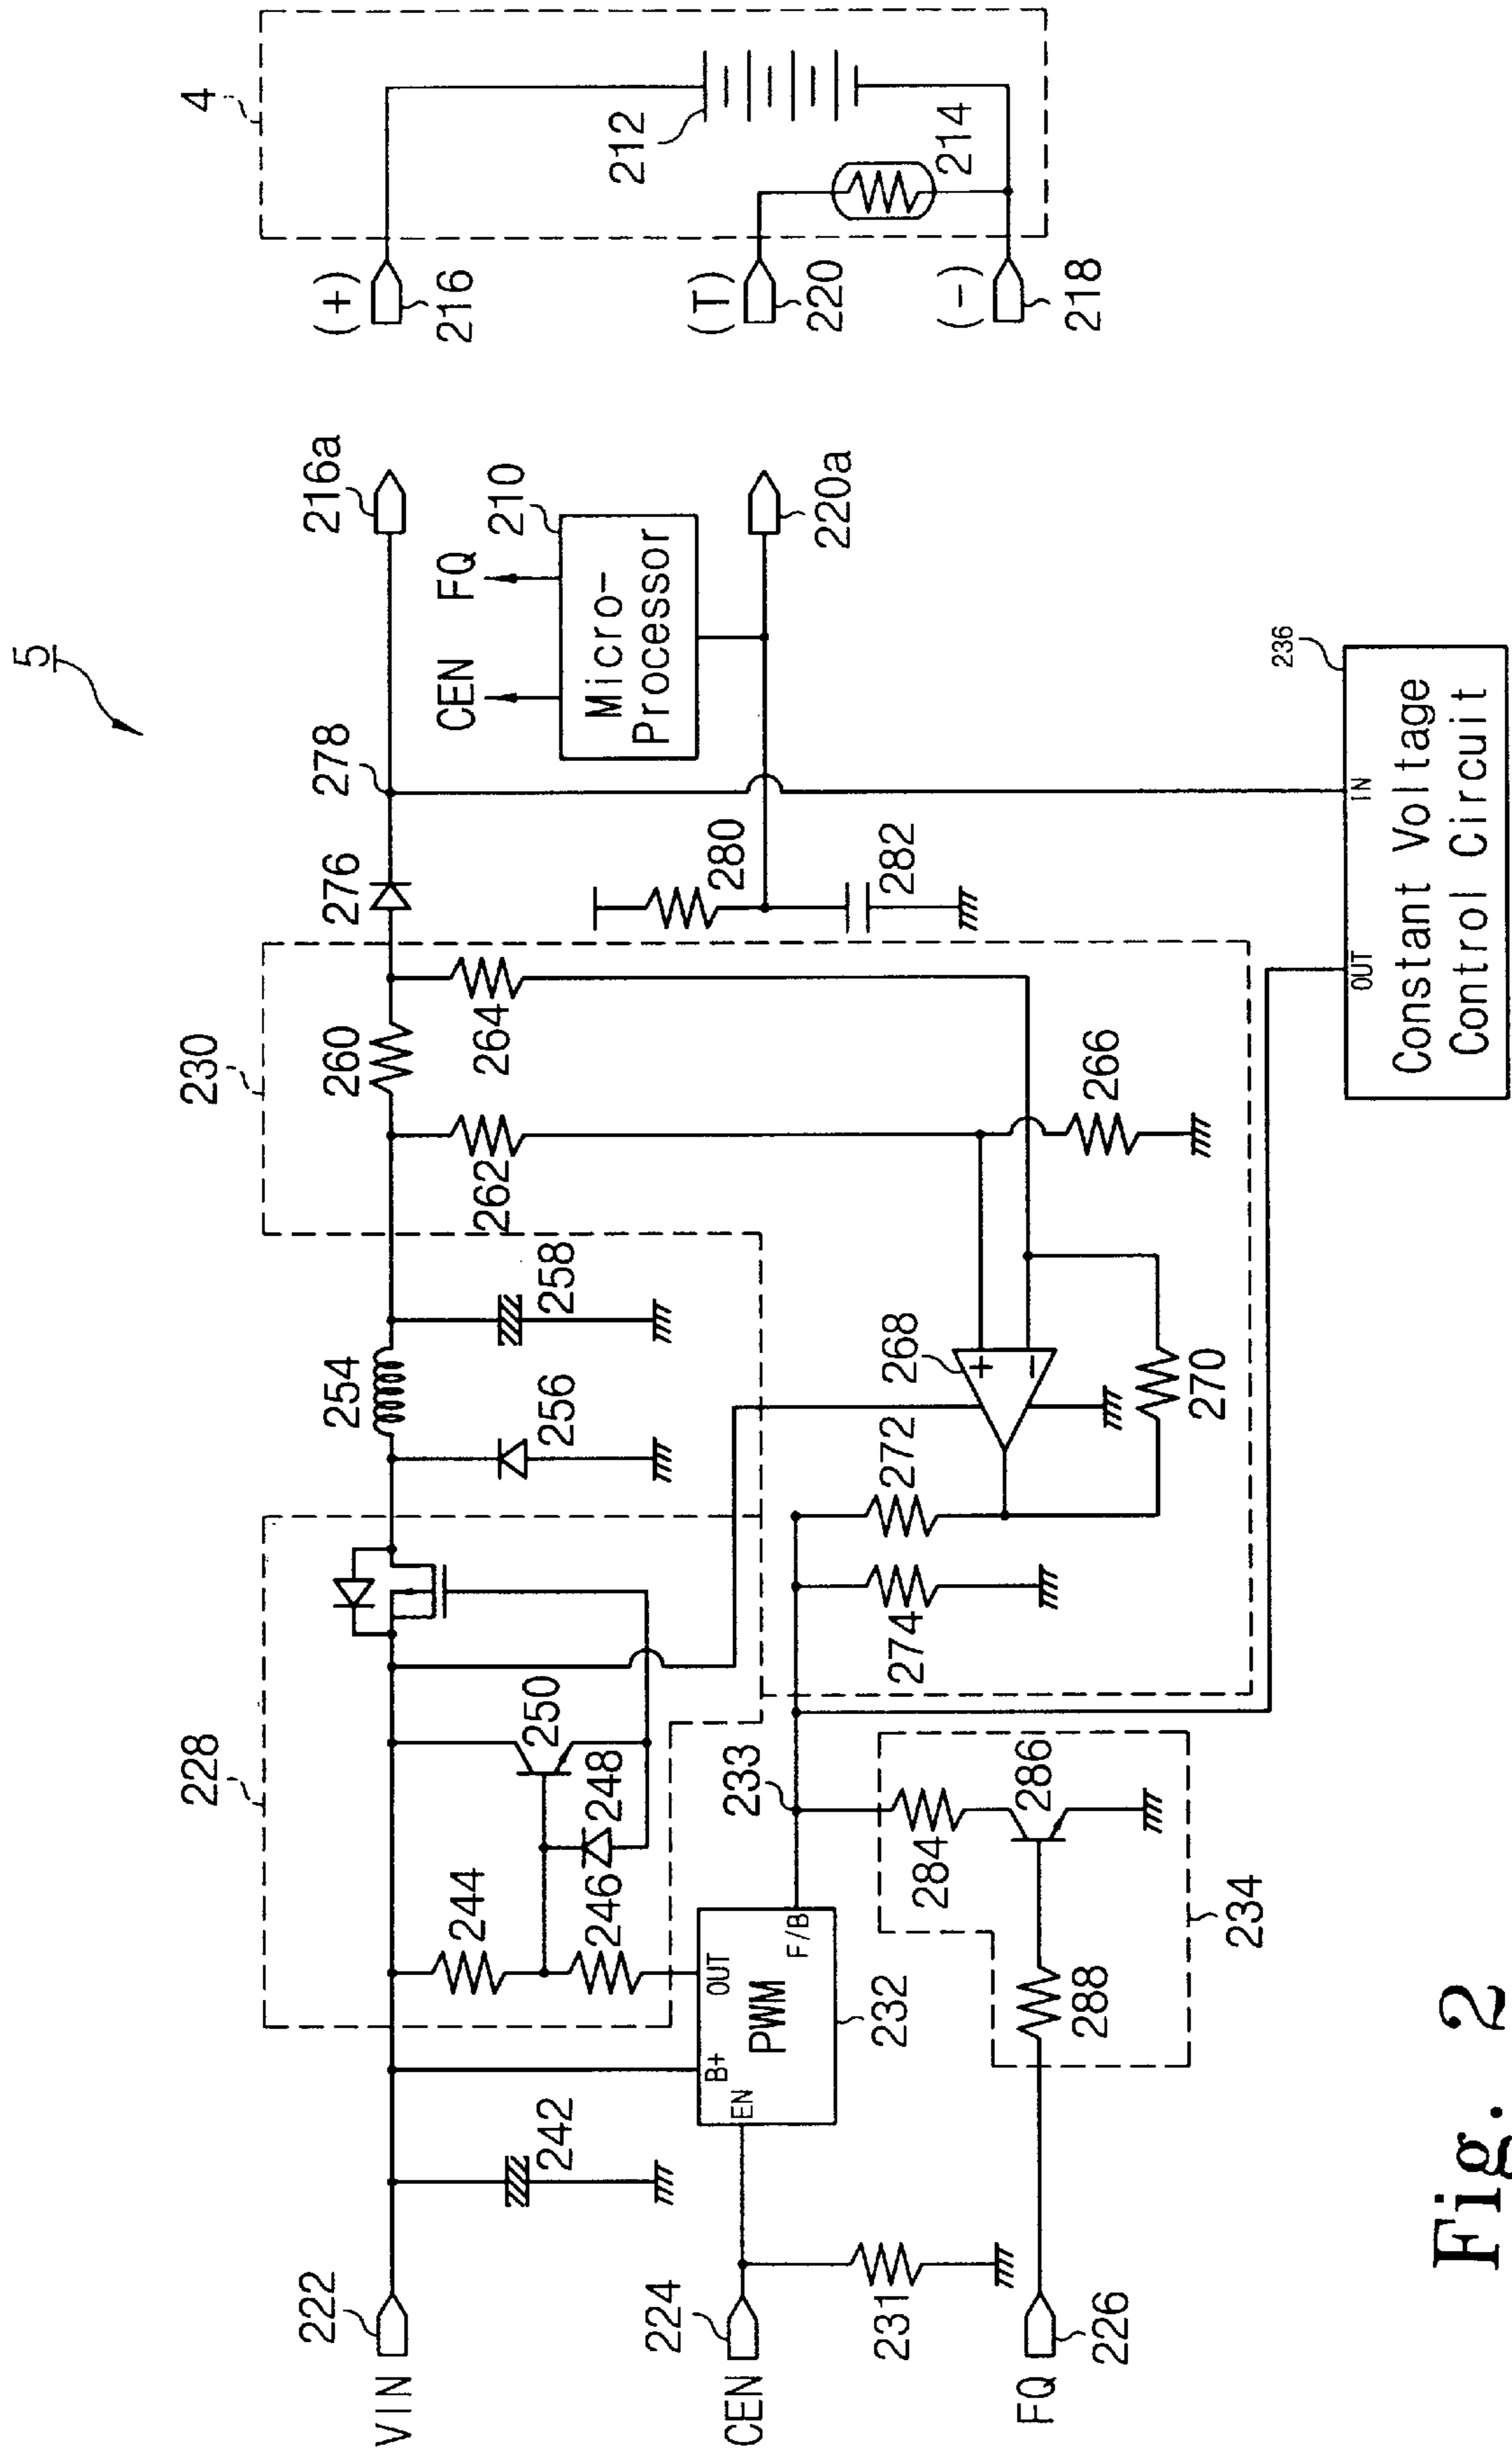 5
4
(+)
216
212
214
(T)
220
(-)
218
216a
CEN
FQ
210
Micro-
Processor
220a
278
276
280
282
230
260
264
262
266
254
258
256
268
270
272
274
228
250
248
244
246
233
286
284
288
234
OUT
B+
EN
F/B
PWM
232
242
VIN
222
CEN
224
231
FQ
226
236
IN
OUT
Constant Voltage
Control Circuit
Fig. 2